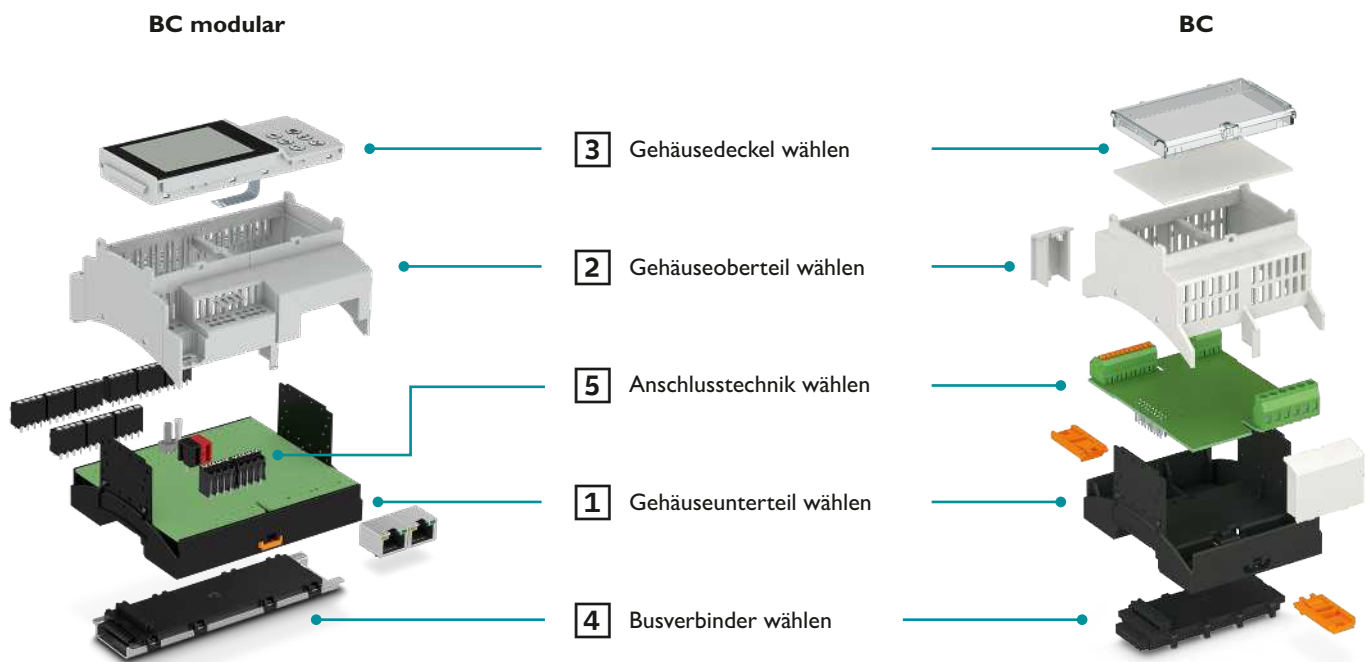 BC modular
BC
3 Gehäusedeckel wählen
2 Gehäuseoberteil wählen
5 Anschlusstechnik wählen
1 Gehäuseunterteil wählen
4 Busverbinder wählen